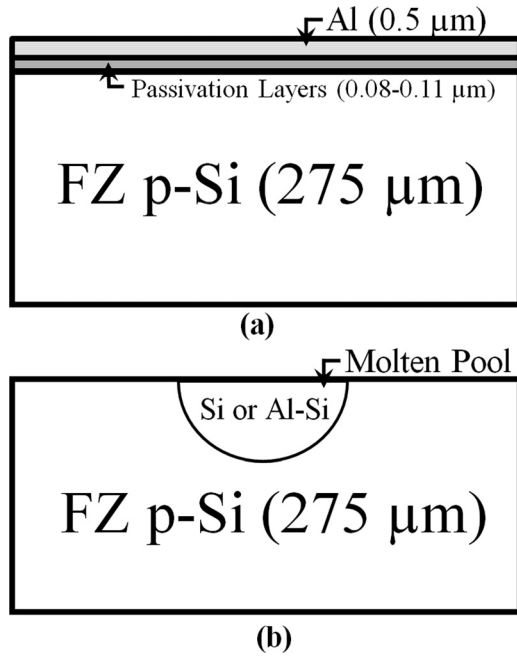 Al (0.5 µm)
Passivation Layers (0.08-0.11 µm)
FZ p-Si (275 µm)
(a)
Molten Pool
Si or Al-Si
FZ p-Si (275 µm)
(b)